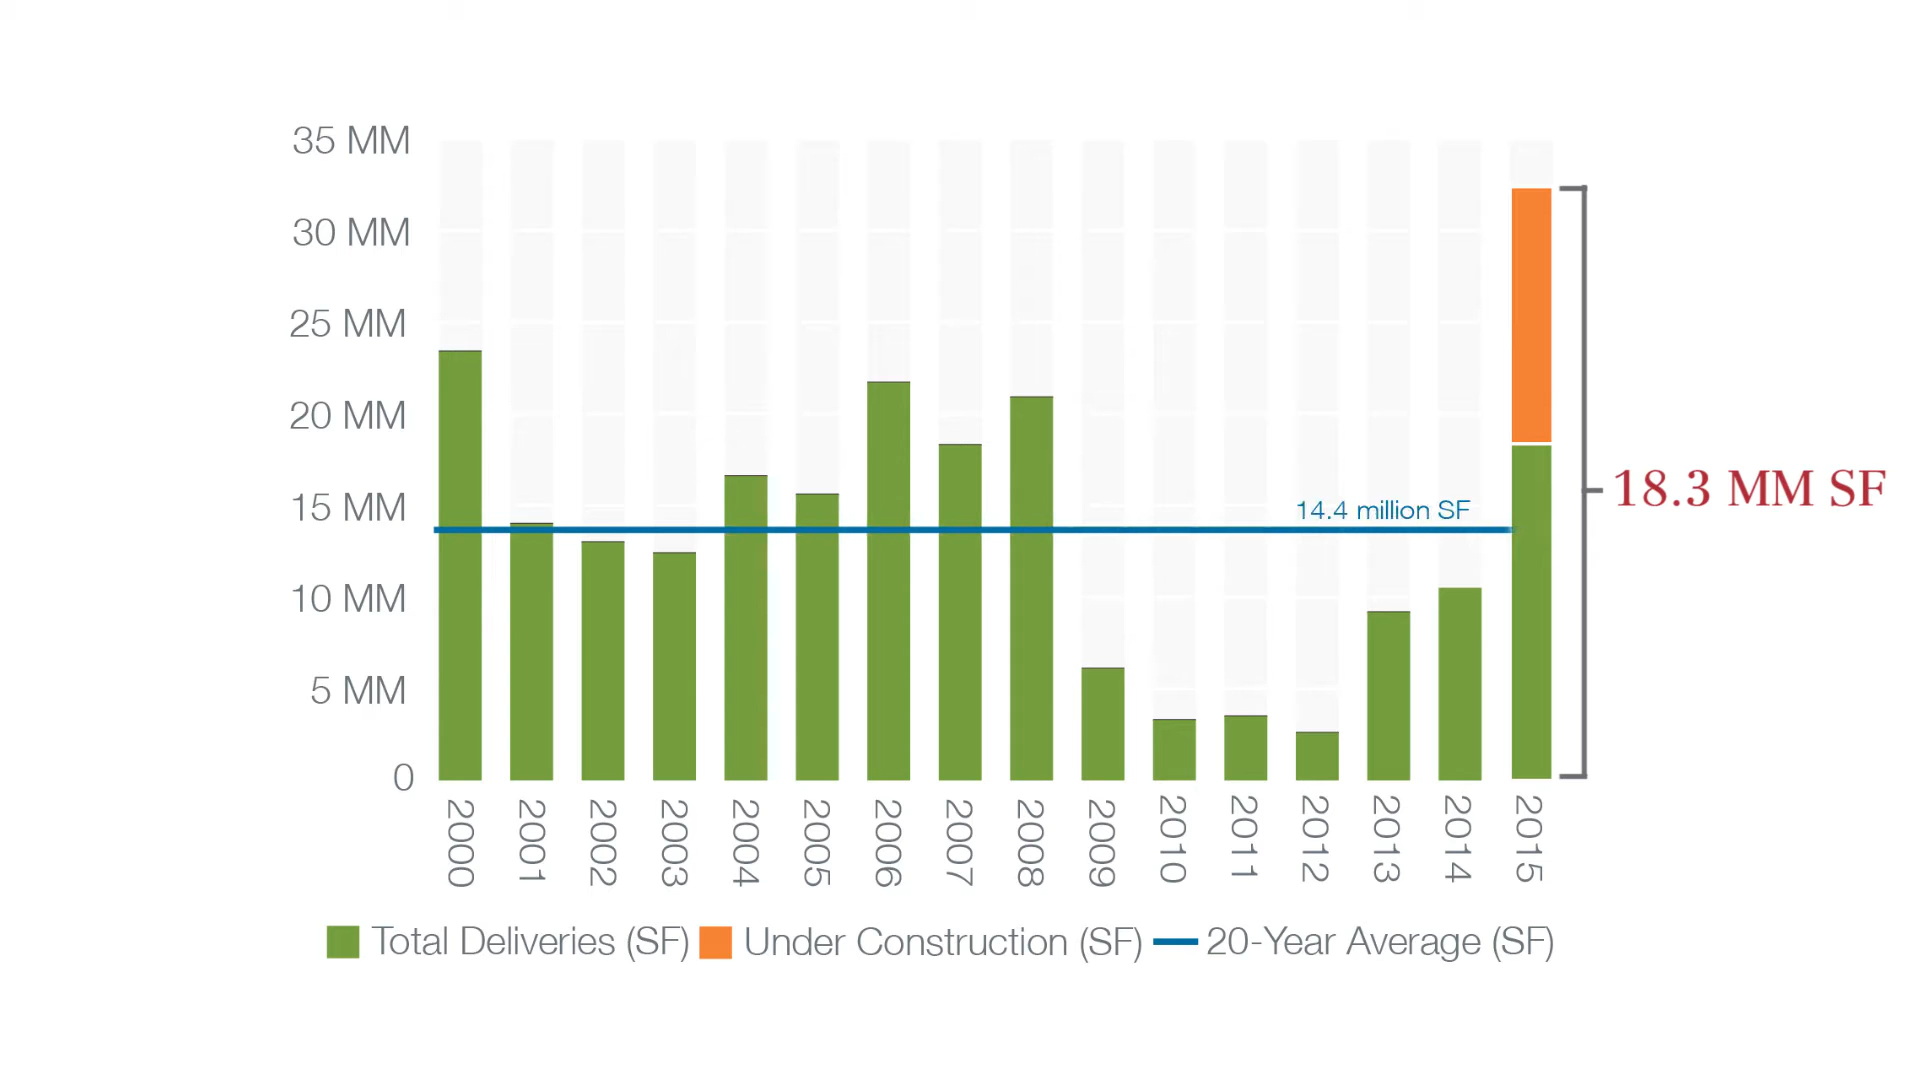 35 MM
30 MM
25 MM
20 MM
15 MM
10 MM
5 MM
0
14.4 million SF
18.3 MM SF
2000 2001 2002 2003 2004 2005 2006 2007 2008 2009 2010 2011 2012 2013 2014 2015
Total Deliveries (SF) Under Construction (SF) 20-Year Average (SF)